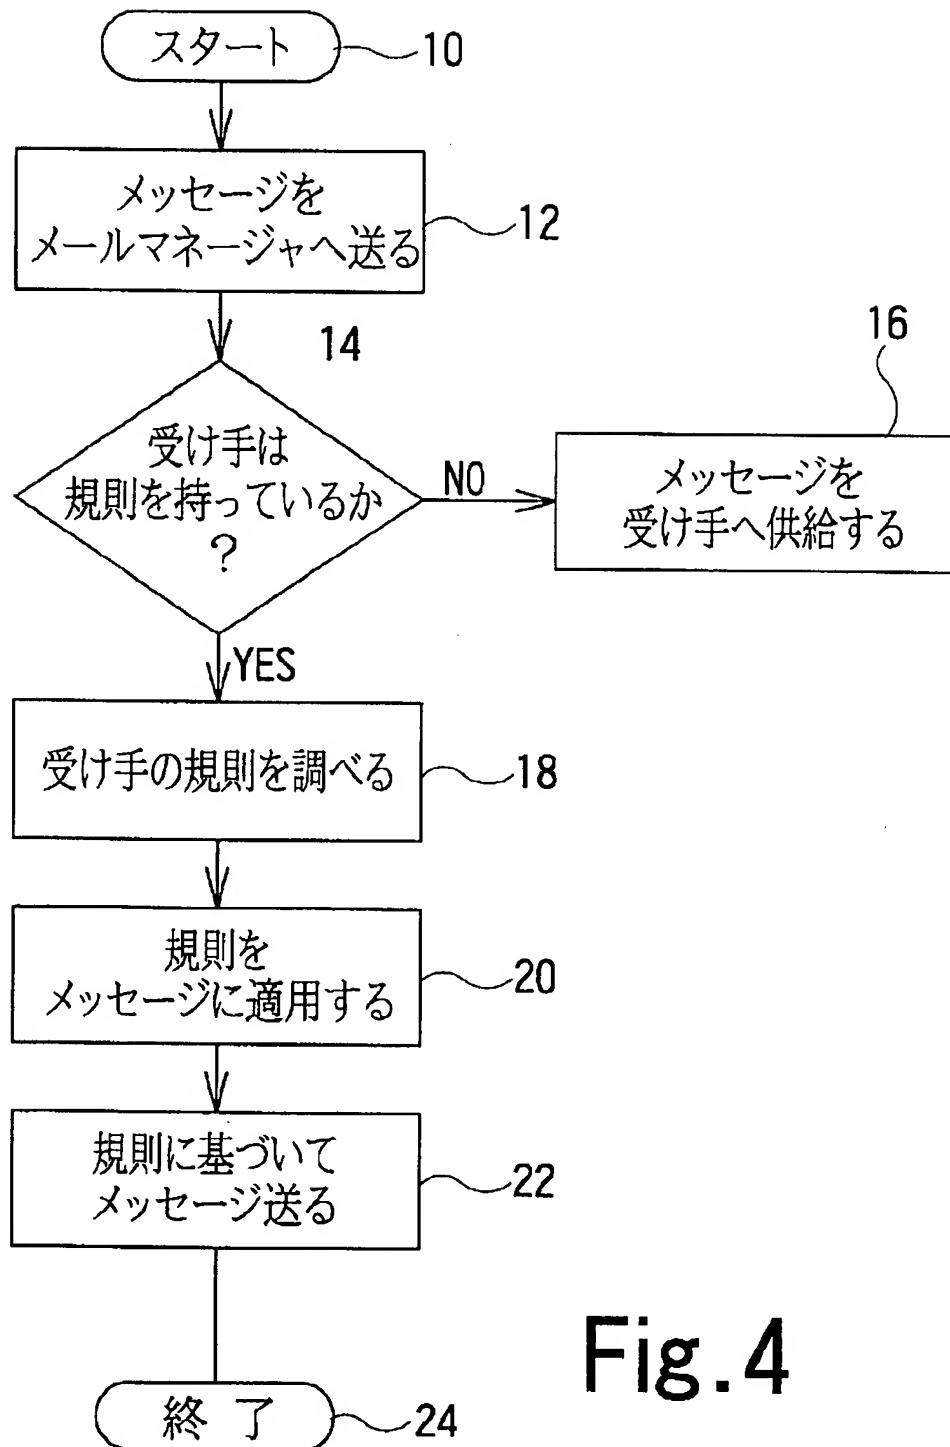 スタート
10
メッセージを
メールマネージャへ送る
12
14
受け手は
規則を持っているか
?
NO
16
メッセージを
受け手へ供給する
YES
受け手の規則を調べる
18
規則を
メッセージに適用する
20
規則に基づいて
メッセージ送る
22
終了
24
Fig.4